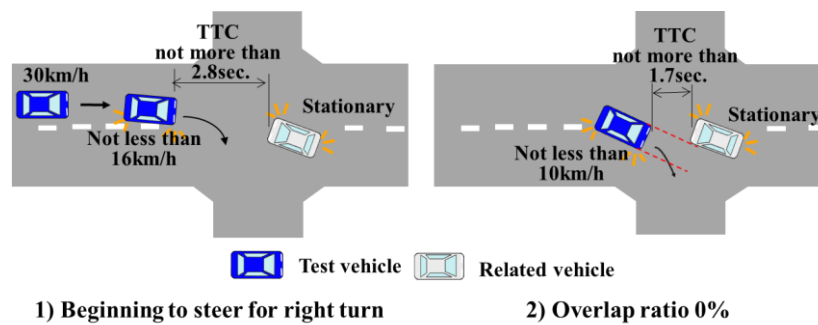 TTC
not more than
2.8sec.
30km/h
Stationary
Not less than
16km/h
TTC
not more than
1.7sec.
Stationary
Not less than
10km/h
Test vehicle
Related vehicle
1) Beginning to steer for right turn
2) Overlap ratio 0%